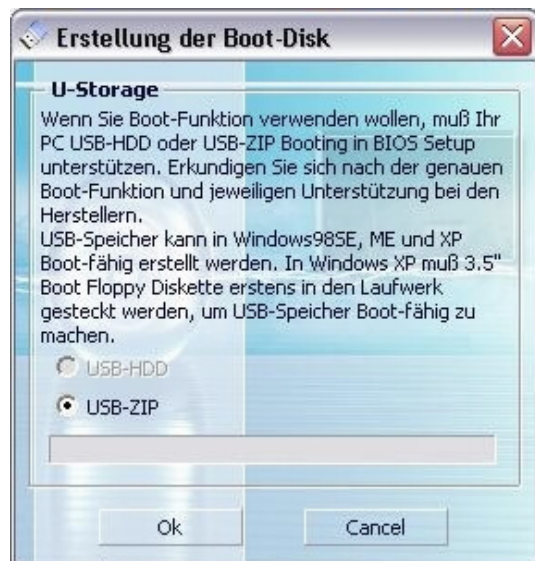 Erstellung der Boot-Disk
U-Storage
Wenn Sie Boot-Funktion verwenden wollen, muß Ihr
PC USB-HDD oder USB-ZIP Booting in BIOS Setup
unterstützen. Erkundigen Sie sich nach der genauen
Boot-Funktion und jeweiligen Unterstützung bei den
Herstellern.
USB-Speicher kann in Windows98SE, ME und XP
Boot-fähig erstellt werden. In Windows XP muß 3.5"
Boot Floppy Diskette erstens in den Laufwerk
gesteckt werden, um USB-Speicher Boot-fähig zu
machen.
USB-HDD
USB-ZIP
Ok
Cancel